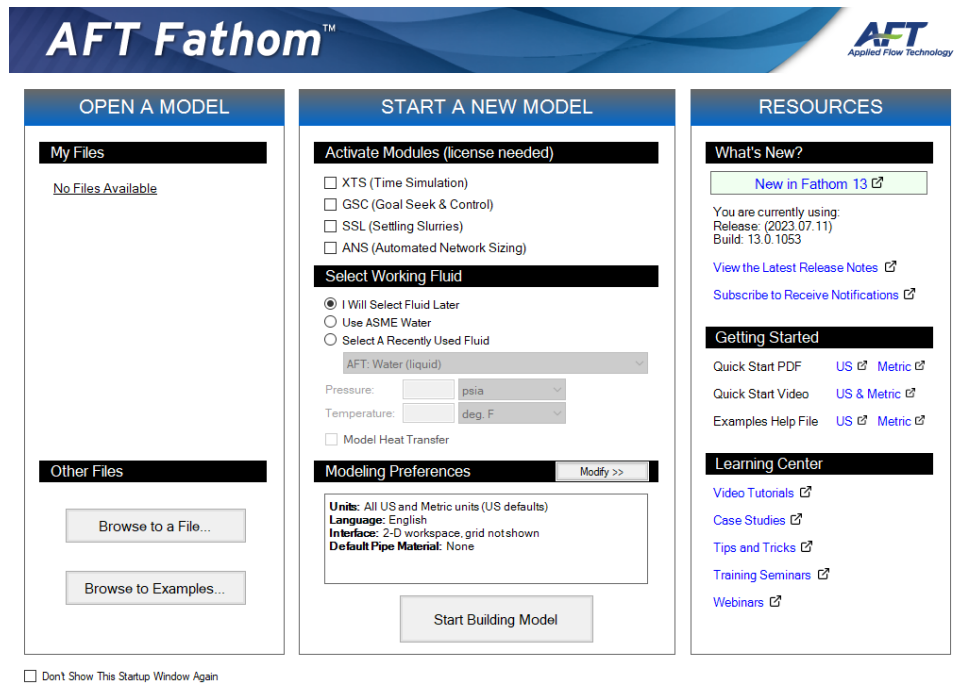 AFT Fathom™
AFT
Applied Flow Technology
OPEN A MODEL
My Files
No Files Available
Other Files
Browse to a File...
Browse to Examples...
START A NEW MODEL
Activate Modules (license needed)
XTS (Time Simulation)
GSC (Goal Seek & Control)
SSL (Settling Slurries)
ANS (Automated Network Sizing)
Select Working Fluid
I Will Select Fluid Later
Use ASME Water
Select A Recently Used Fluid
AFT: Water (liquid)
Pressure: psia
Temperature: deg. F
Model Heat Transfer
Modeling Preferences Modify >>
Units: All US and Metric units (US defaults)
Language: English
Interface: 2-D workspace, grid not shown
Default Pipe Material: None
Start Building Model
RESOURCES
What's New?
New in Fathom 13
You are currently using:
Release: (2023.07.11)
Build: 13.0.1053
View the Latest Release Notes
Subscribe to Receive Notifications
Getting Started
Quick Start PDF US Metric
Quick Start Video US & Metric
Examples Help File US Metric
Learning Center
Video Tutorials
Case Studies
Tips and Tricks
Training Seminars
Webinars
Don't Show This Startup Window Again